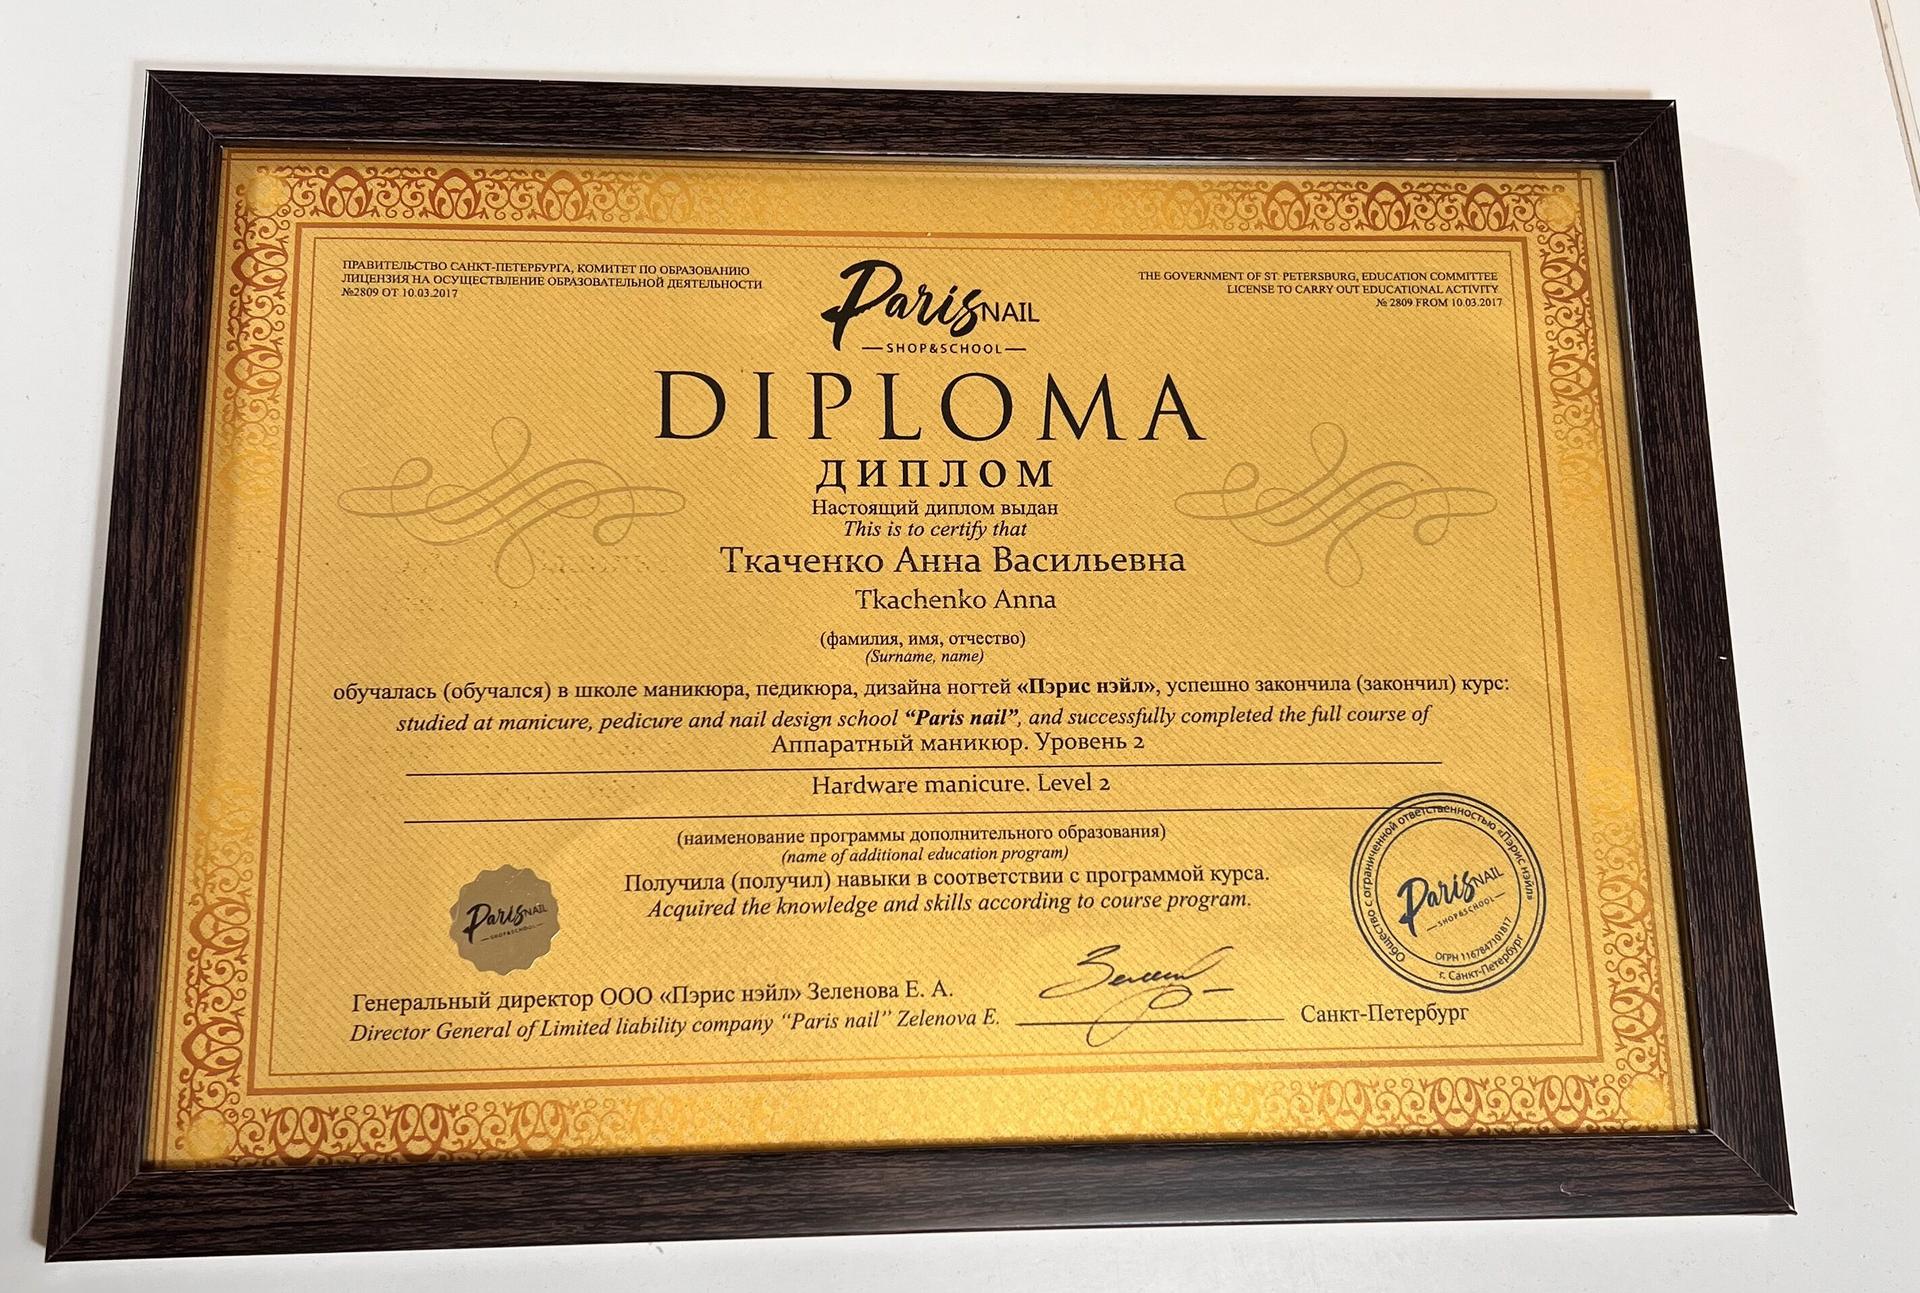 ПРАВИТЕЛЬСТВО САНКТ-ПЕТЕРБУРГА, КОМИТЕТ ПО ОБРАЗОВАНИЮ
ЛИЦЕНЗИЯ НА ОСУЩЕСТВЛЕНИЕ ОБРАЗОВАТЕЛЬНОЙ ДЕЯТЕЛЬНОСТИ
№2809 ОТ 10.03.2017
THE GOVERNMENT OF ST. PETERSBURG, EDUCATION COMMITTEE
LICENSE TO CARRY OUT EDUCATIONAL ACTIVITY
№ 2809 FROM 10.03.2017
Paris NAIL
SHOP&SCHOOL
DIPLOMA
ДИПЛОМ
Настоящий диплом выдан
This is to certify that
Ткаченко Анна Васильевна
Tkachenko Anna
(фамилия, имя, отчество)
(Surname, name)
обучалась (обучался) в школе маникюра, педикюра, дизайна ногтей «Пэрис нэйл», успешно закончила (закончил) курс:
studied at manicure, pedicure and nail design school “Paris nail”, and successfully completed the full course of
Аппаратный маникюр. Уровень 2
Hardware manicure. Level 2
(наименование программы дополнительного образования)
(name of additional education program)
Получила (получил) навыки в соответствии с программой курса.
Acquired the knowledge and skills according to course program.
Paris NAIL
SHOP&SCHOOL
Общество с ограниченной ответственностью «Пэрис нэйл»
Paris NAIL
SHOP&SCHOOL
ОГРН 1167847101817
г. Санкт-Петербург
Генеральный директор ООО «Пэрис нэйл» Зеленова Е. А.
Director General of Limited liability company “Paris nail” Zelenova E.
Санкт-Петербург